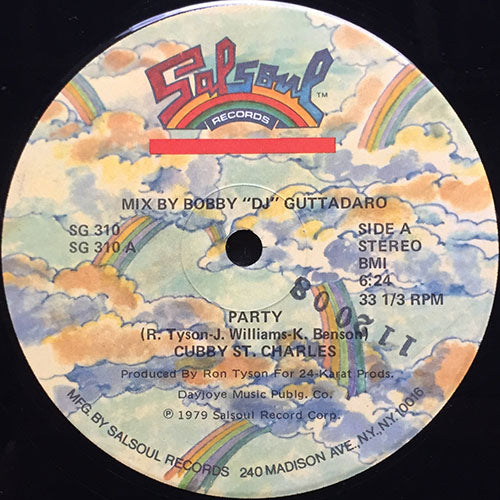 Salsoul TM
RECORDS
MIX BY BOBBY "DJ" GUTTADARO
SG 310
SG 310 A
SIDE A
STEREO
BMI
6:24
33 1/3 RPM
PARTY
(R. Tyson-J. Williams-K. Benson)
CUBBY ST. CHARLES
Produced By Ron Tyson For 24-Karat Prods.
Dayjoye Music Publg. Co.
℗ 1979 Salsoul Record Corp.
MFG. BY SALSOUL RECORDS 240 MADISON AVE., N.Y., N.Y. 10016